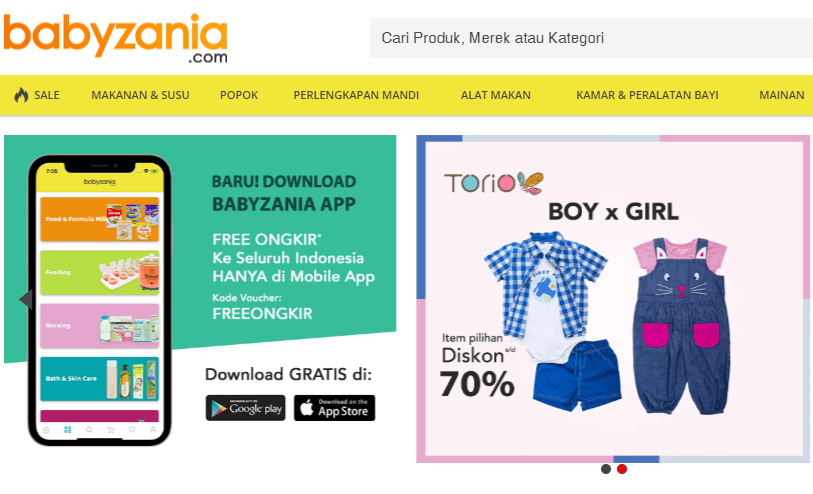 babyzania
.com
Cari Produk, Merek atau Kategori
SALE
MAKANAN & SUSU
POPOK
PERLENGKAPAN MANDI
ALAT MAKAN
KAMAR & PERALATAN BAYI
MAINAN
7:05
babyzania
Food & Formula Milk
Feeding
Nursing
Bath & Skin Care
BARU! DOWNLOAD
BABYZANIA APP
FREE ONGKIR*
Ke Seluruh Indonesia
HANYA di Mobile App
Kode Voucher:
FREEONGKIR
Download GRATIS di:
Google play
Download on the
App Store
TORIO
BOY x GIRL
Item pilihan
Diskon s/d
70%